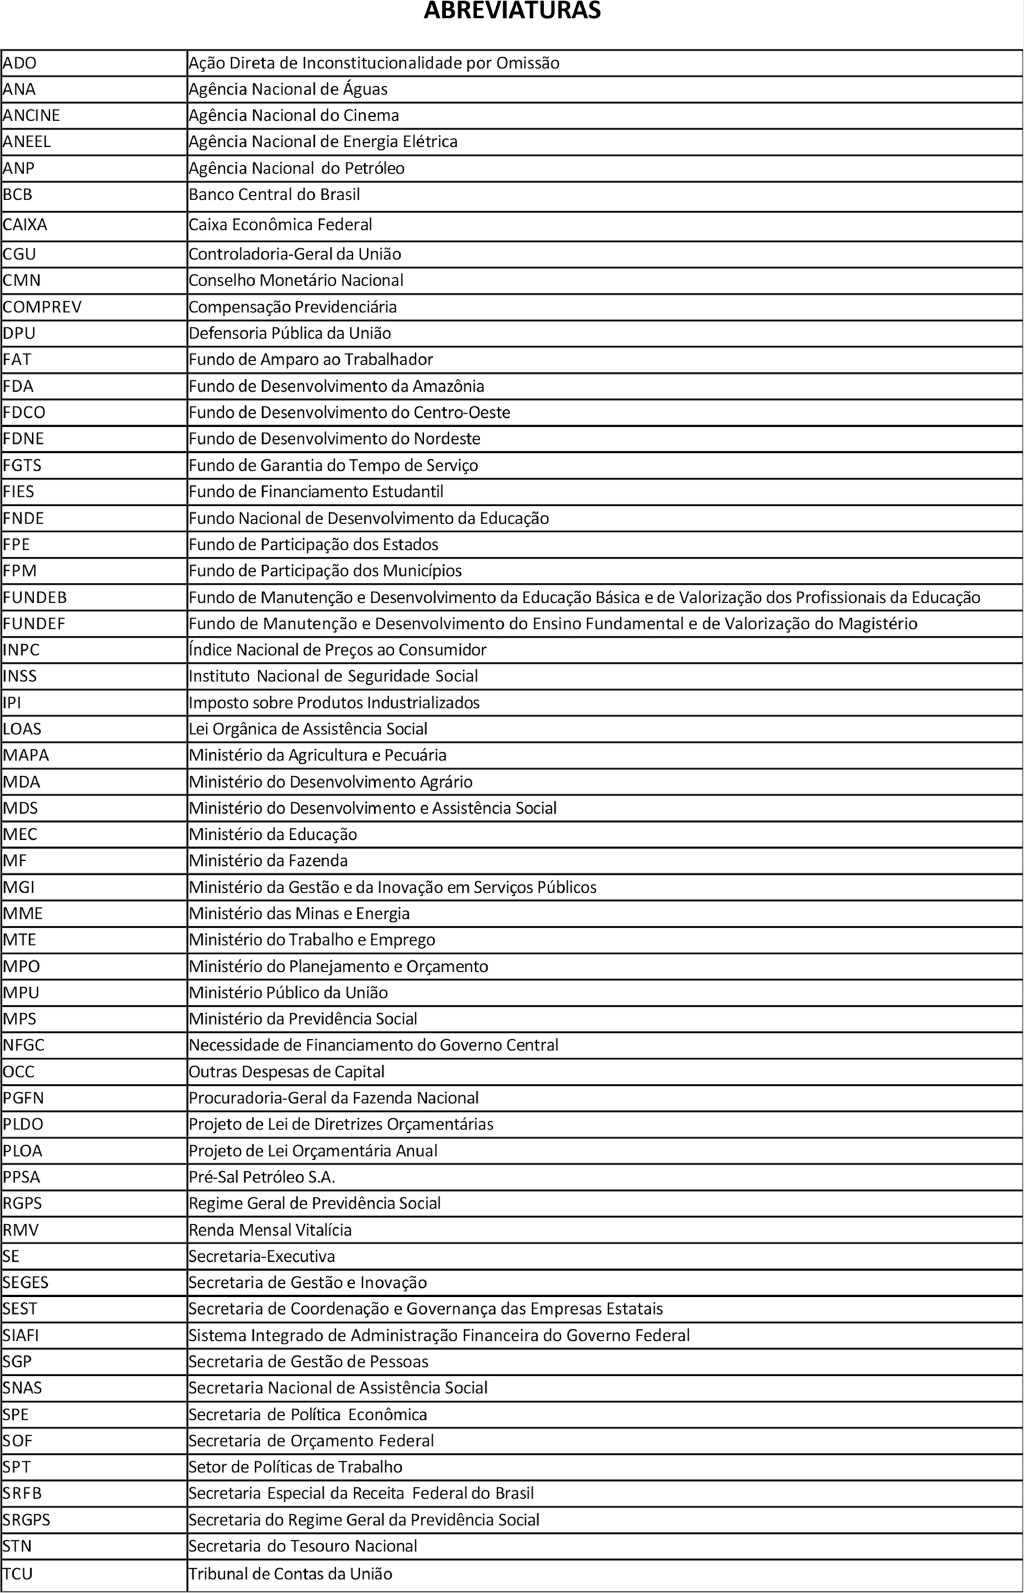 ABREVIATURAS
ADO Ação Direta de Inconstitucionalidade por Omissão
ANA Agência Nacional de Águas
ANCINE Agência Nacional do Cinema
ANEEL Agência Nacional de Energia Elétrica
ANP Agência Nacional do Petróleo
BCB Banco Central do Brasil
CAIXA Caixa Econômica Federal
CGU Controladoria-Geral da União
CMN Conselho Monetário Nacional
COMPREV Compensação Previdenciária
DPU Defensoria Pública da União
FAT Fundo de Amparo ao Trabalhador
FDA Fundo de Desenvolvimento da Amazônia
FDCO Fundo de Desenvolvimento do Centro-Oeste
FDNE Fundo de Desenvolvimento do Nordeste
FGTS Fundo de Garantia do Tempo de Serviço
FIES Fundo de Financiamento Estudantil
FNDE Fundo Nacional de Desenvolvimento da Educação
FPE Fundo de Participação dos Estados
FPM Fundo de Participação dos Municípios
FUNDEB Fundo de Manutenção e Desenvolvimento da Educação Básica e de Valorização dos Profissionais da Educação
FUNDEF Fundo de Manutenção e Desenvolvimento do Ensino Fundamental e de Valorização do Magistério
INPC Índice Nacional de Preços ao Consumidor
INSS Instituto Nacional de Seguridade Social
IPI Imposto sobre Produtos Industrializados
LOAS Lei Orgânica de Assistência Social
MAPA Ministério da Agricultura e Pecuária
MDA Ministério do Desenvolvimento Agrário
MDS Ministério do Desenvolvimento e Assistência Social
MEC Ministério da Educação
MF Ministério da Fazenda
MGI Ministério da Gestão e da Inovação em Serviços Públicos
MME Ministério das Minas e Energia
MTE Ministério do Trabalho e Emprego
MPO Ministério do Planejamento e Orçamento
MPU Ministério Público da União
MPS Ministério da Previdência Social
NFGC Necessidade de Financiamento do Governo Central
OCC Outras Despesas de Capital
PGFN Procuradoria-Geral da Fazenda Nacional
PLDO Projeto de Lei de Diretrizes Orçamentárias
PLOA Projeto de Lei Orçamentária Anual
PPSA Pré-Sal Petróleo S.A.
RGPS Regime Geral de Previdência Social
RMV Renda Mensal Vitalícia
SE Secretaria-Executiva
SEGES Secretaria de Gestão e Inovação
SEST Secretaria de Coordenação e Governança das Empresas Estatais
SIAFI Sistema Integrado de Administração Financeira do Governo Federal
SGP Secretaria de Gestão de Pessoas
SNAS Secretaria Nacional de Assistência Social
SPE Secretaria de Política Econômica
SOF Secretaria de Orçamento Federal
SPT Setor de Políticas de Trabalho
SRFB Secretaria Especial da Receita Federal do Brasil
SRGPS Secretaria do Regime Geral da Previdência Social
STN Secretaria do Tesouro Nacional
TCU Tribunal de Contas da União